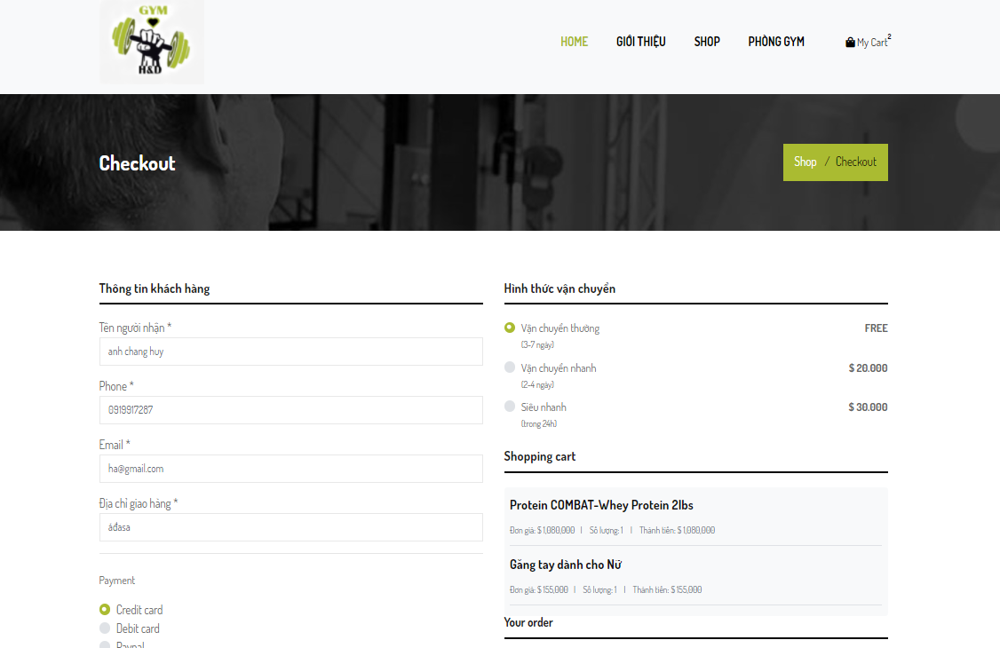 GYM
H&D
HOME
GIỚI THIỆU
SHOP
PHÒNG GYM
My Cart 2
Checkout
Shop / Checkout
Thông tin khách hàng
Tên người nhận *
anh chang huy
Phone *
0919917287
Email *
ha@gmail.com
Địa chỉ giao hàng *
áđasa
Payment
Credit card
Debit card
Paypal
Hình thức vận chuyển
Vận chuyển thường
FREE
(3-7 ngày)
Vận chuyển nhanh
$ 20.000
(2-4 ngày)
Siêu nhanh
$ 30.000
(trong 24h)
Shopping cart
Protein COMBAT-Whey Protein 2lbs
Đơn giá: $ 1,080,000 | Số lượng: 1 | Thành tiền: $ 1,080,000
Găng tay dành cho Nữ
Đơn giá: $ 155,000 | Số lượng: 1 | Thành tiền: $ 155,000
Your order